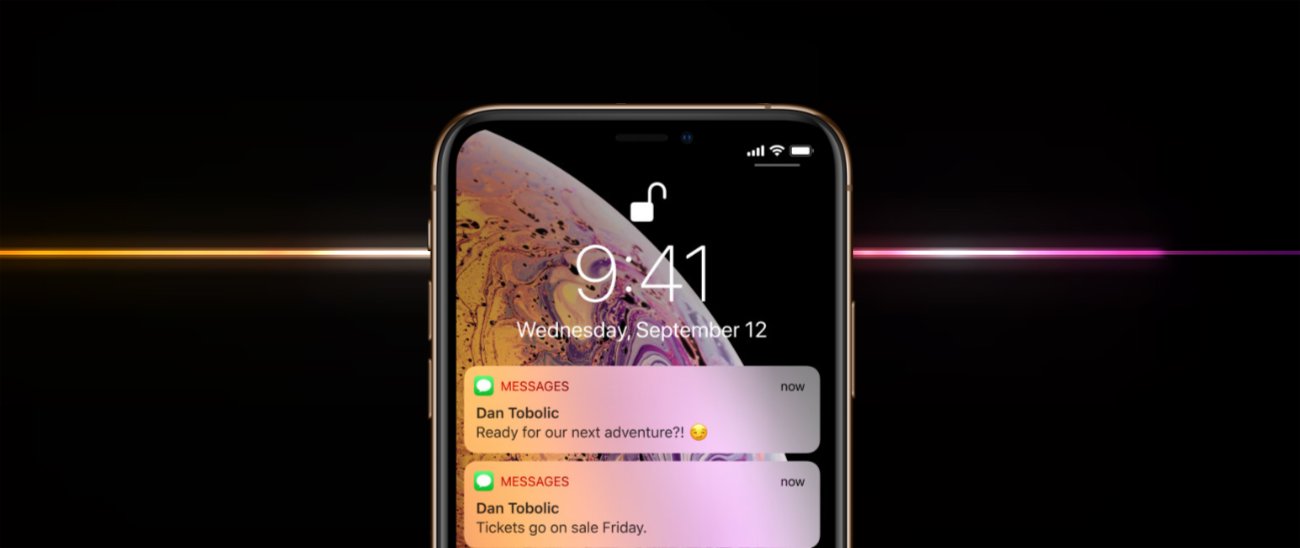 9:41
Wednesday, September 12
MESSAGES now
Dan Tobolic
Ready for our next adventure?! 😏
MESSAGES now
Dan Tobolic
Tickets go on sale Friday.